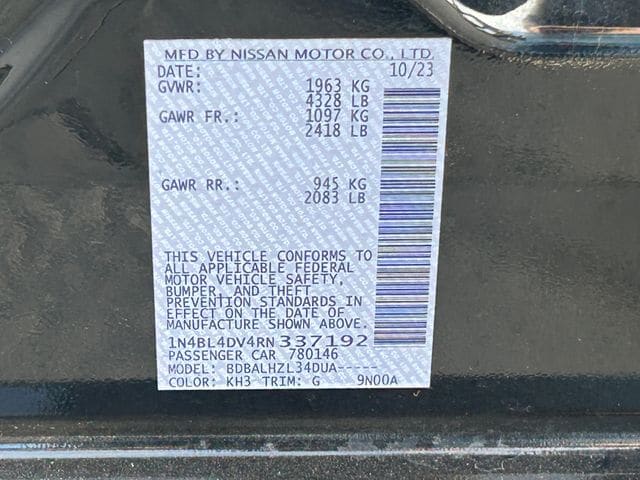 MFD BY NISSAN MOTOR CO., LTD.
DATE: 10/23
GVWR: 1963 KG
4328 LB
GAWR FR.: 1097 KG
2418 LB
GAWR RR.: 945 KG
2083 LB
THIS VEHICLE CONFORMS TO
ALL APPLICABLE FEDERAL
MOTOR VEHICLE SAFETY,
BUMPER, AND THEFT
PREVENTION STANDARDS IN
EFFECT ON THE DATE OF
MANUFACTURE SHOWN ABOVE.
1N4BL4DV4RN337192
PASSENGER CAR 780146
MODEL: BDBALHZL34DUA-----
COLOR: KH3 TRIM: G 9N00A